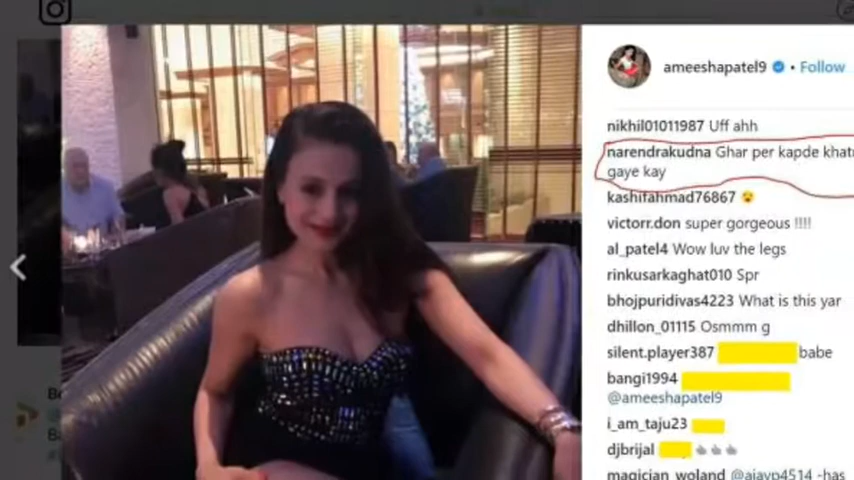 ameeshapatel9 • Follow
nikhil01011987 Uff ahh
narendrakudna Ghar per kapde
gaye kay
kashifahmad76867 😮
victorr.don super gorgeous !!!!
al_patel4 Wow luv the legs
rinkusarkaghat010 Spr
bhojpuridivas4223 What is this yar
dhillon_01115 Osmmm g
silent.player387 babe
bangi1994
@ameeshapatel9
i_am_taju23
djbrijal 👍👍👍
magician_woland @ajayp4514 -has